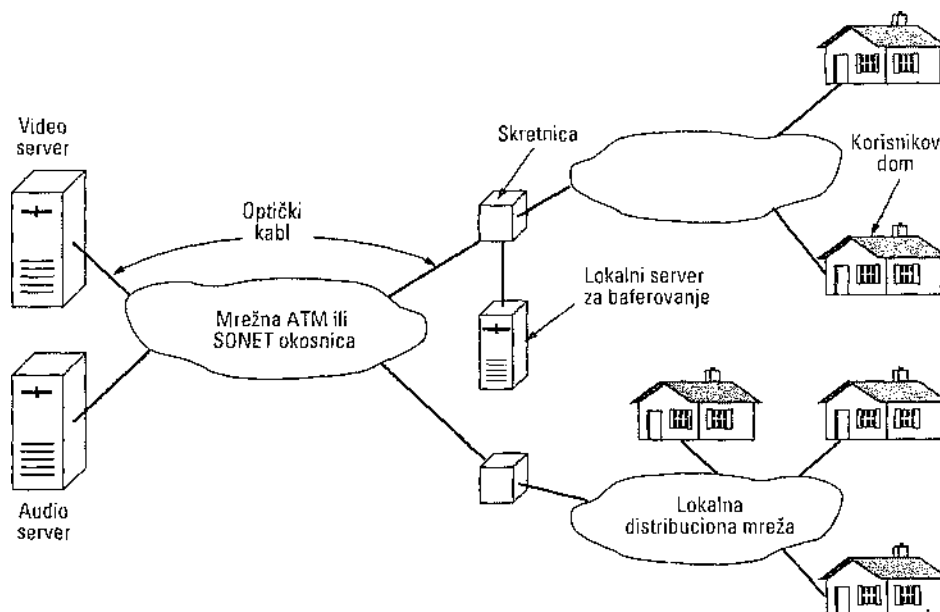 Video
server
Optički
kabl
Skretnica
Korisnikov
dom
Lokalni server
za baferovanje
Mrežna ATM ili
SONET okosnica
Audio
server
Lokalna
distribuciona mreža